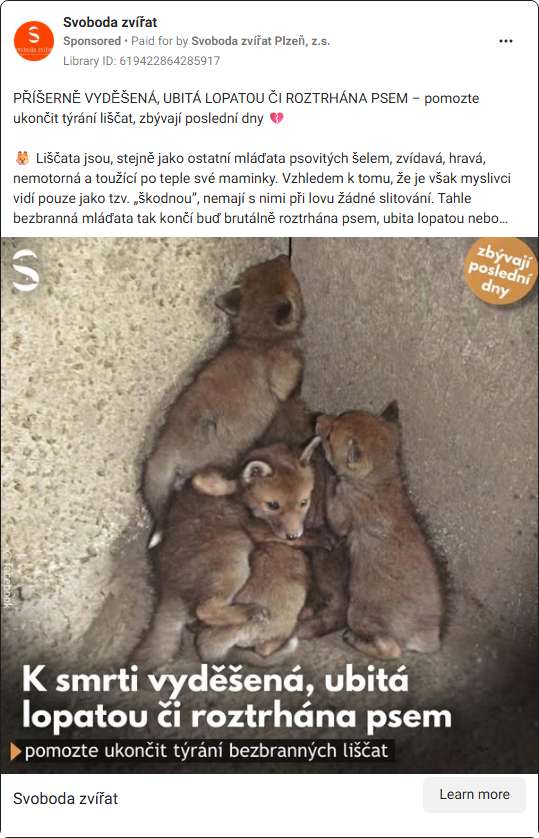 Svoboda zvířat
Sponsored • Paid for by Svoboda zvířat Plzeň, z.s.
Library ID: 619422864285917
PŘÍŠERNĚ VYDĚŠENÁ, UBITÁ LOPATOU ČI ROZTRHÁNA PSEM – pomozte
ukončit týrání liščat, zbývají poslední dny 💔
🦊 Liščata jsou, stejně jako ostatní mláďata psovitých šelem, zvídavá, hravá,
nemotorná a toužící po teple své maminky. Vzhledem k tomu, že je však myslivci
vidí pouze jako tzv. „škodnou“, nemají s nimi při lovu žádné slitování. Tahle
bezbranná mláďata tak končí buď brutálně roztrhána psem, ubita lopatou nebo...
S
zbývají
poslední
dny
©facebook
K smrti vyděšená, ubitá
lopatou či roztrhána psem
pomozte ukončit týrání bezbranných liščat
Svoboda zvířat
Learn more